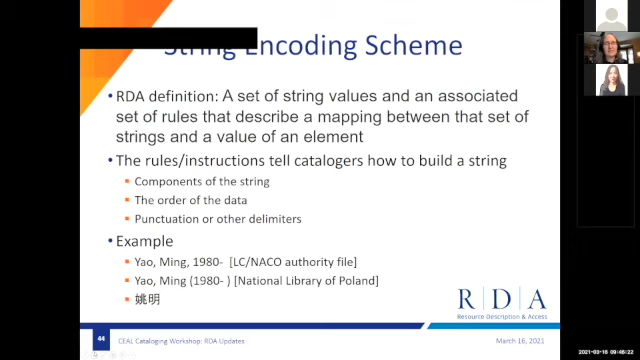 String Encoding Scheme
• RDA definition: A set of string values and an associated
set of rules that describe a mapping between that set of
strings and a value of an element
• The rules/instructions tell catalogers how to build a string
Components of the string
The order of the data
Punctuation or other delimiters
• Example
Yao, Ming, 1980- [LC/NACO authority file]
Yao, Ming (1980- ) [National Library of Poland]
姚明
R D A
Resource Description & Access
44
CEAL Cataloging Workshop: RDA Updates
March 16, 2021
2021-03-16 09:46:22